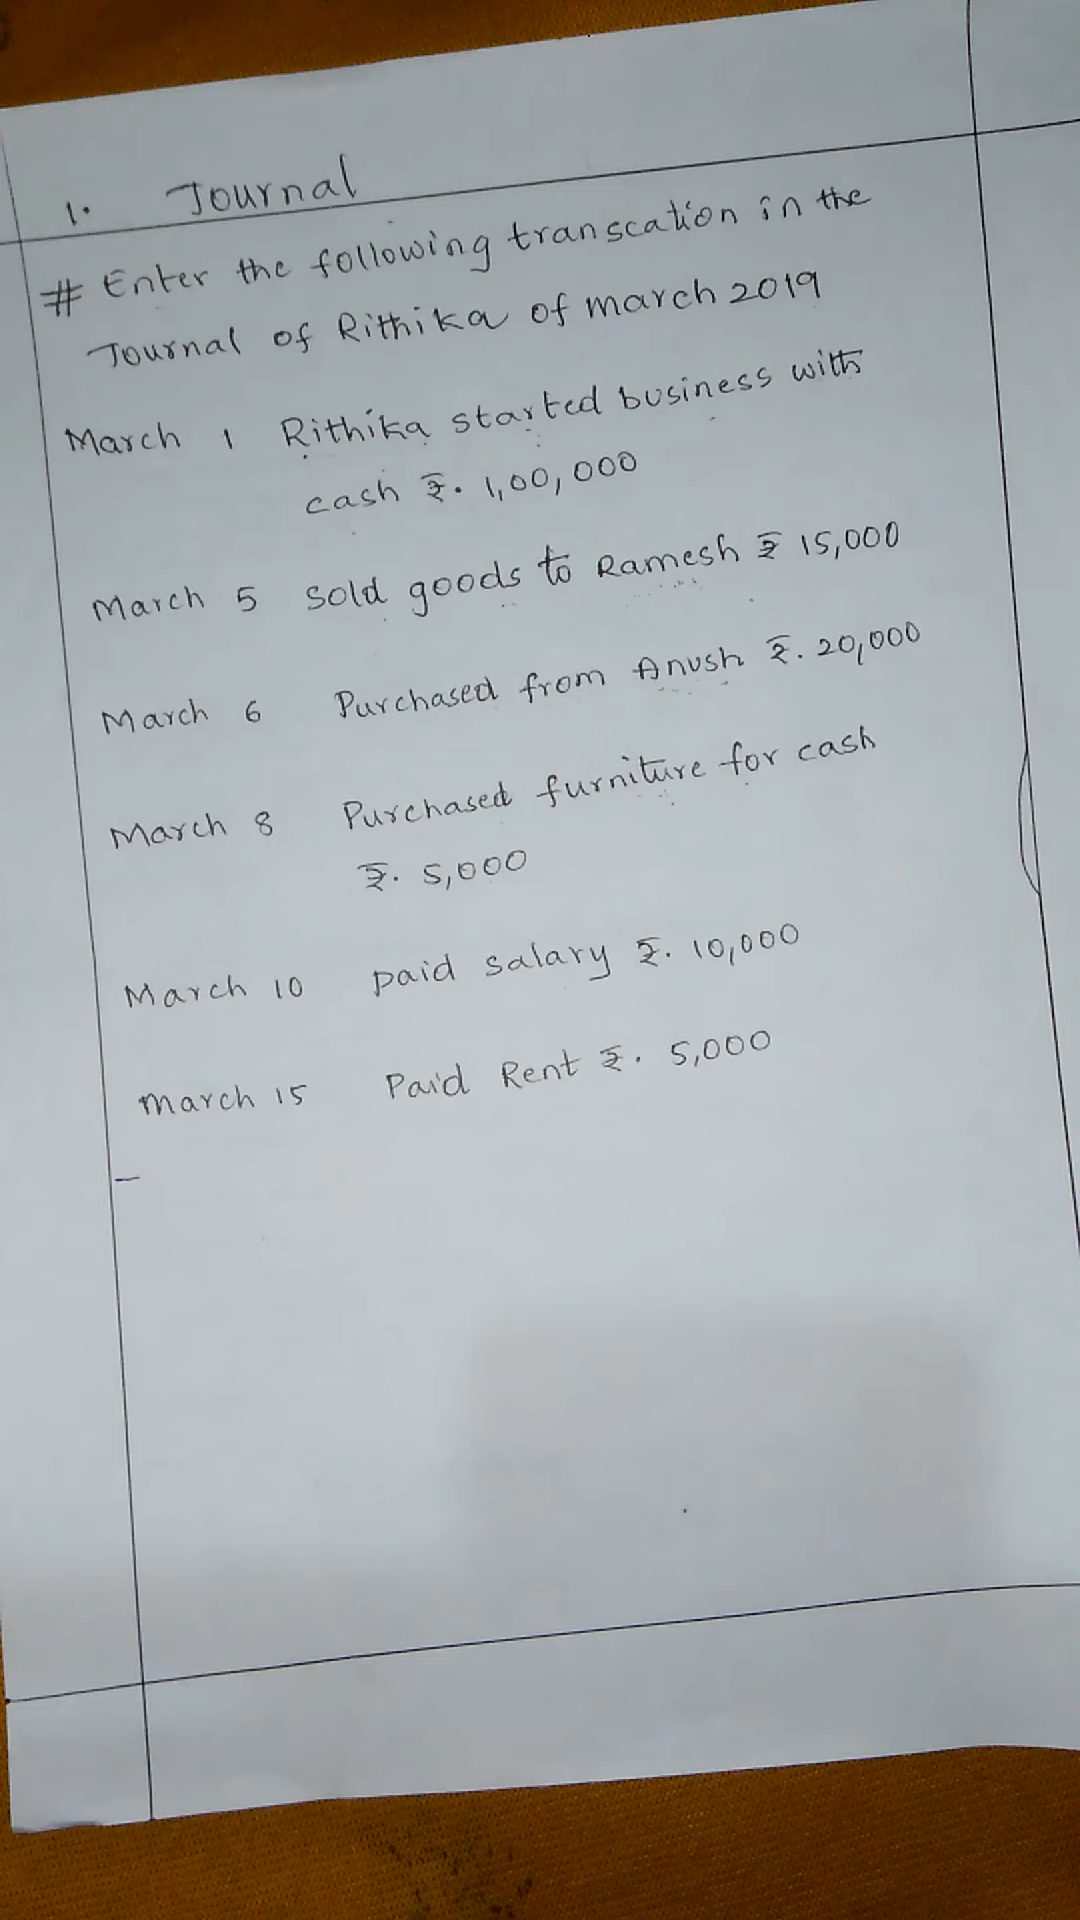 1. Journal
# Enter the following transcation in the
Journal of Rithika of march 2019
March 1 Rithika started business with
cash ₹. 1,00,000
March 5 sold goods to Ramesh ₹ 15,000
March 6 Purchased from Anush ₹. 20,000
March 8 Purchased furniture for cash
₹. 5,000
March 10 paid salary ₹. 10,000
March 15 Paid Rent ₹. 5,000